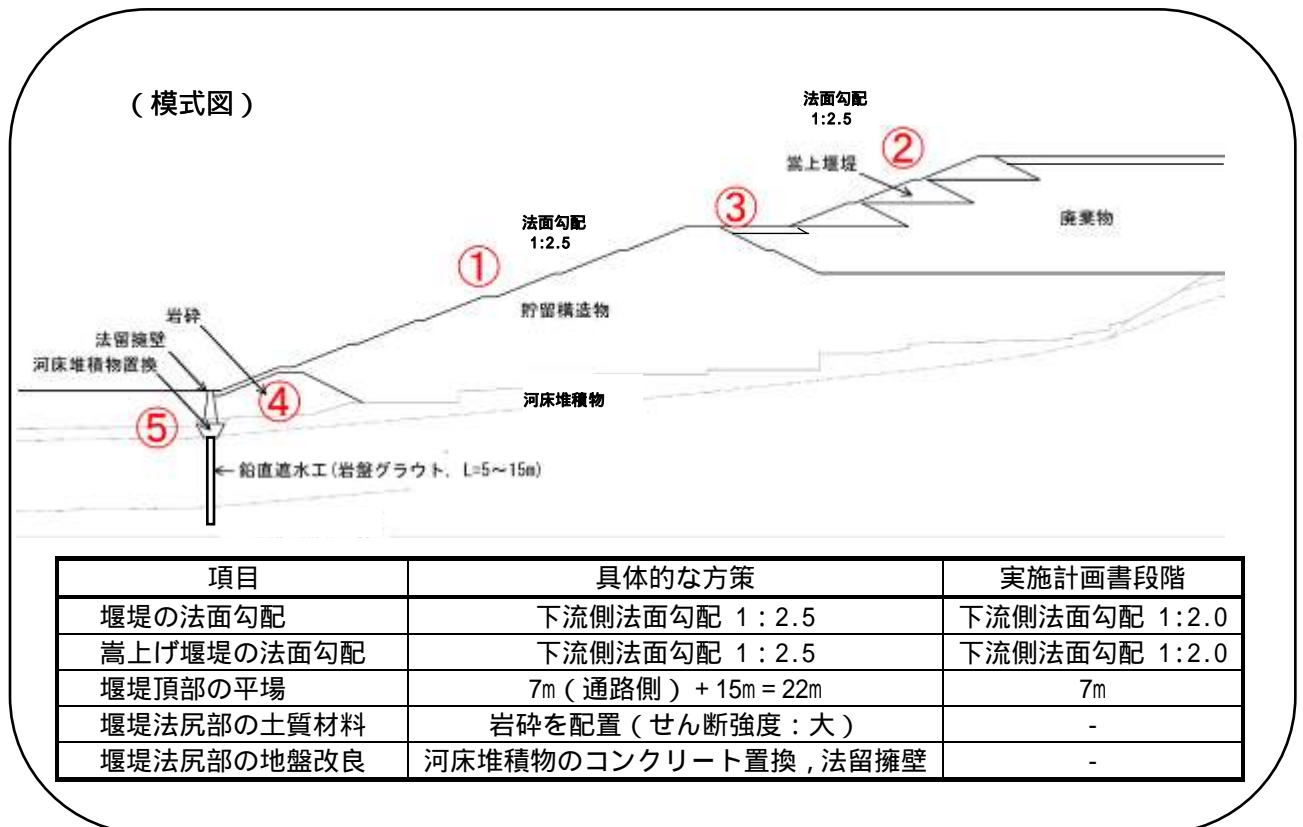 (模式図)
法面勾配
1:2.5
②
嵩上堰堤
③
廃棄物
法面勾配
1:2.5
①
貯留構造物
岩砕
法留擁壁
河床堆積物置換
④
河床堆積物
⑤
鉛直遮水工(岩盤グラウト, L=5～15m)
項目 具体的な方策 実施計画書段階
堰堤の法面勾配 下流側法面勾配 1:2.5 下流側法面勾配 1:2.0
嵩上げ堰堤の法面勾配 下流側法面勾配 1:2.5 下流側法面勾配 1:2.0
堰堤頂部の平場 7m(通路側)+15m=22m 7m
堰堤法尻部の土質材料 岩砕を配置(せん断強度:大) -
堰堤法尻部の地盤改良 河床堆積物のコンクリート置換,法留擁壁 -